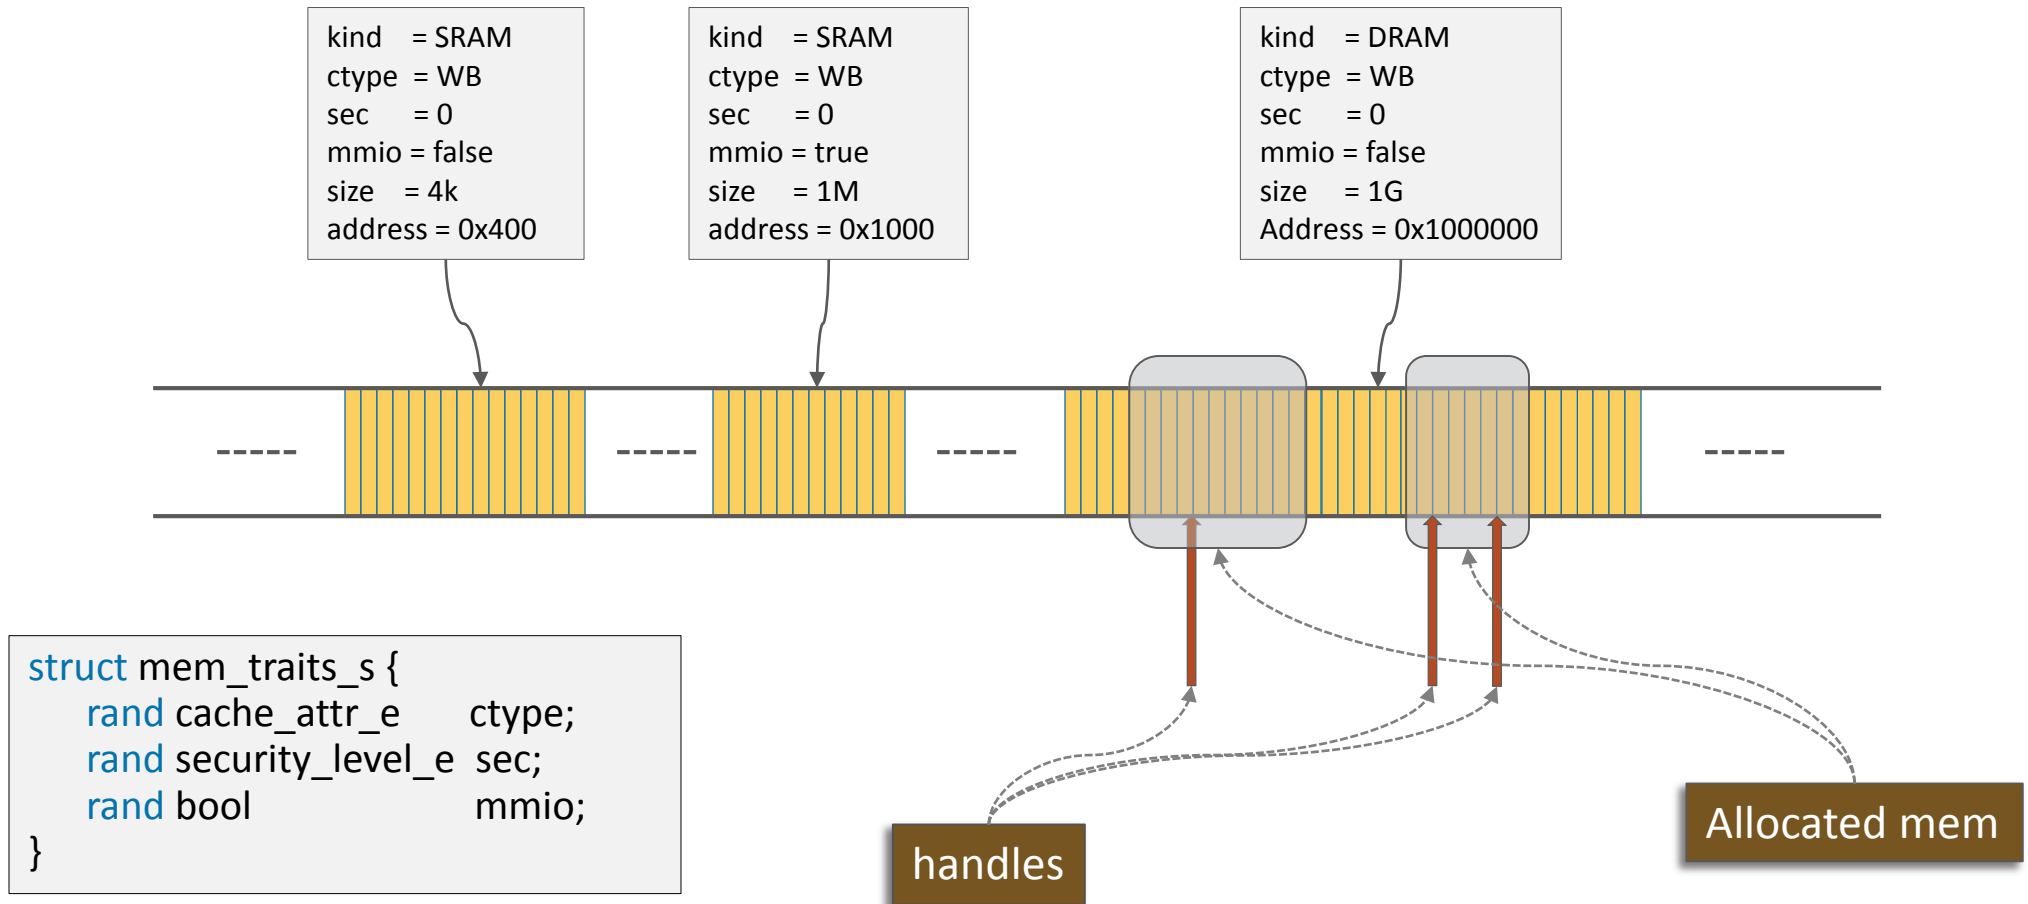 kind = SRAM
ctype = WB
sec = 0
mmio = false
size = 4k
address = 0x400
kind = SRAM
ctype = WB
sec = 0
mmio = true
size = 1M
address = 0x1000
kind = DRAM
ctype = WB
sec = 0
mmio = false
size = 1G
Address = 0x1000000
struct mem_traits_s {
rand cache_attr_e ctype;
rand security_level_e sec;
rand bool mmio;
}
handles
Allocated mem